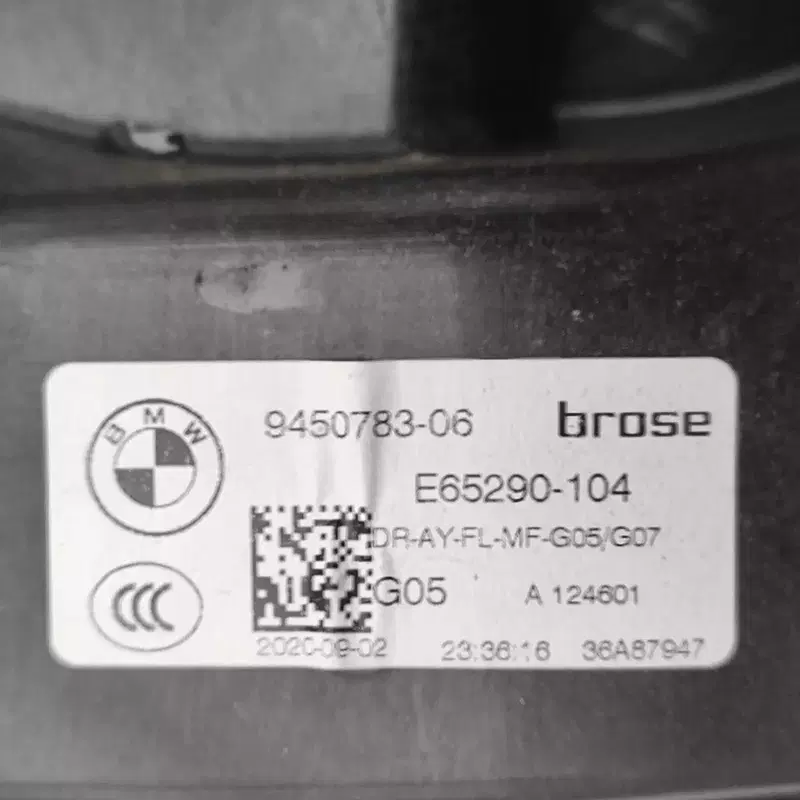 BMW
9450783-06
brose
E65290-104
DR-AY-FL-MF-G05/G07
G05
A 124601
CCC
2020-09-02
23:36:16
36A87947